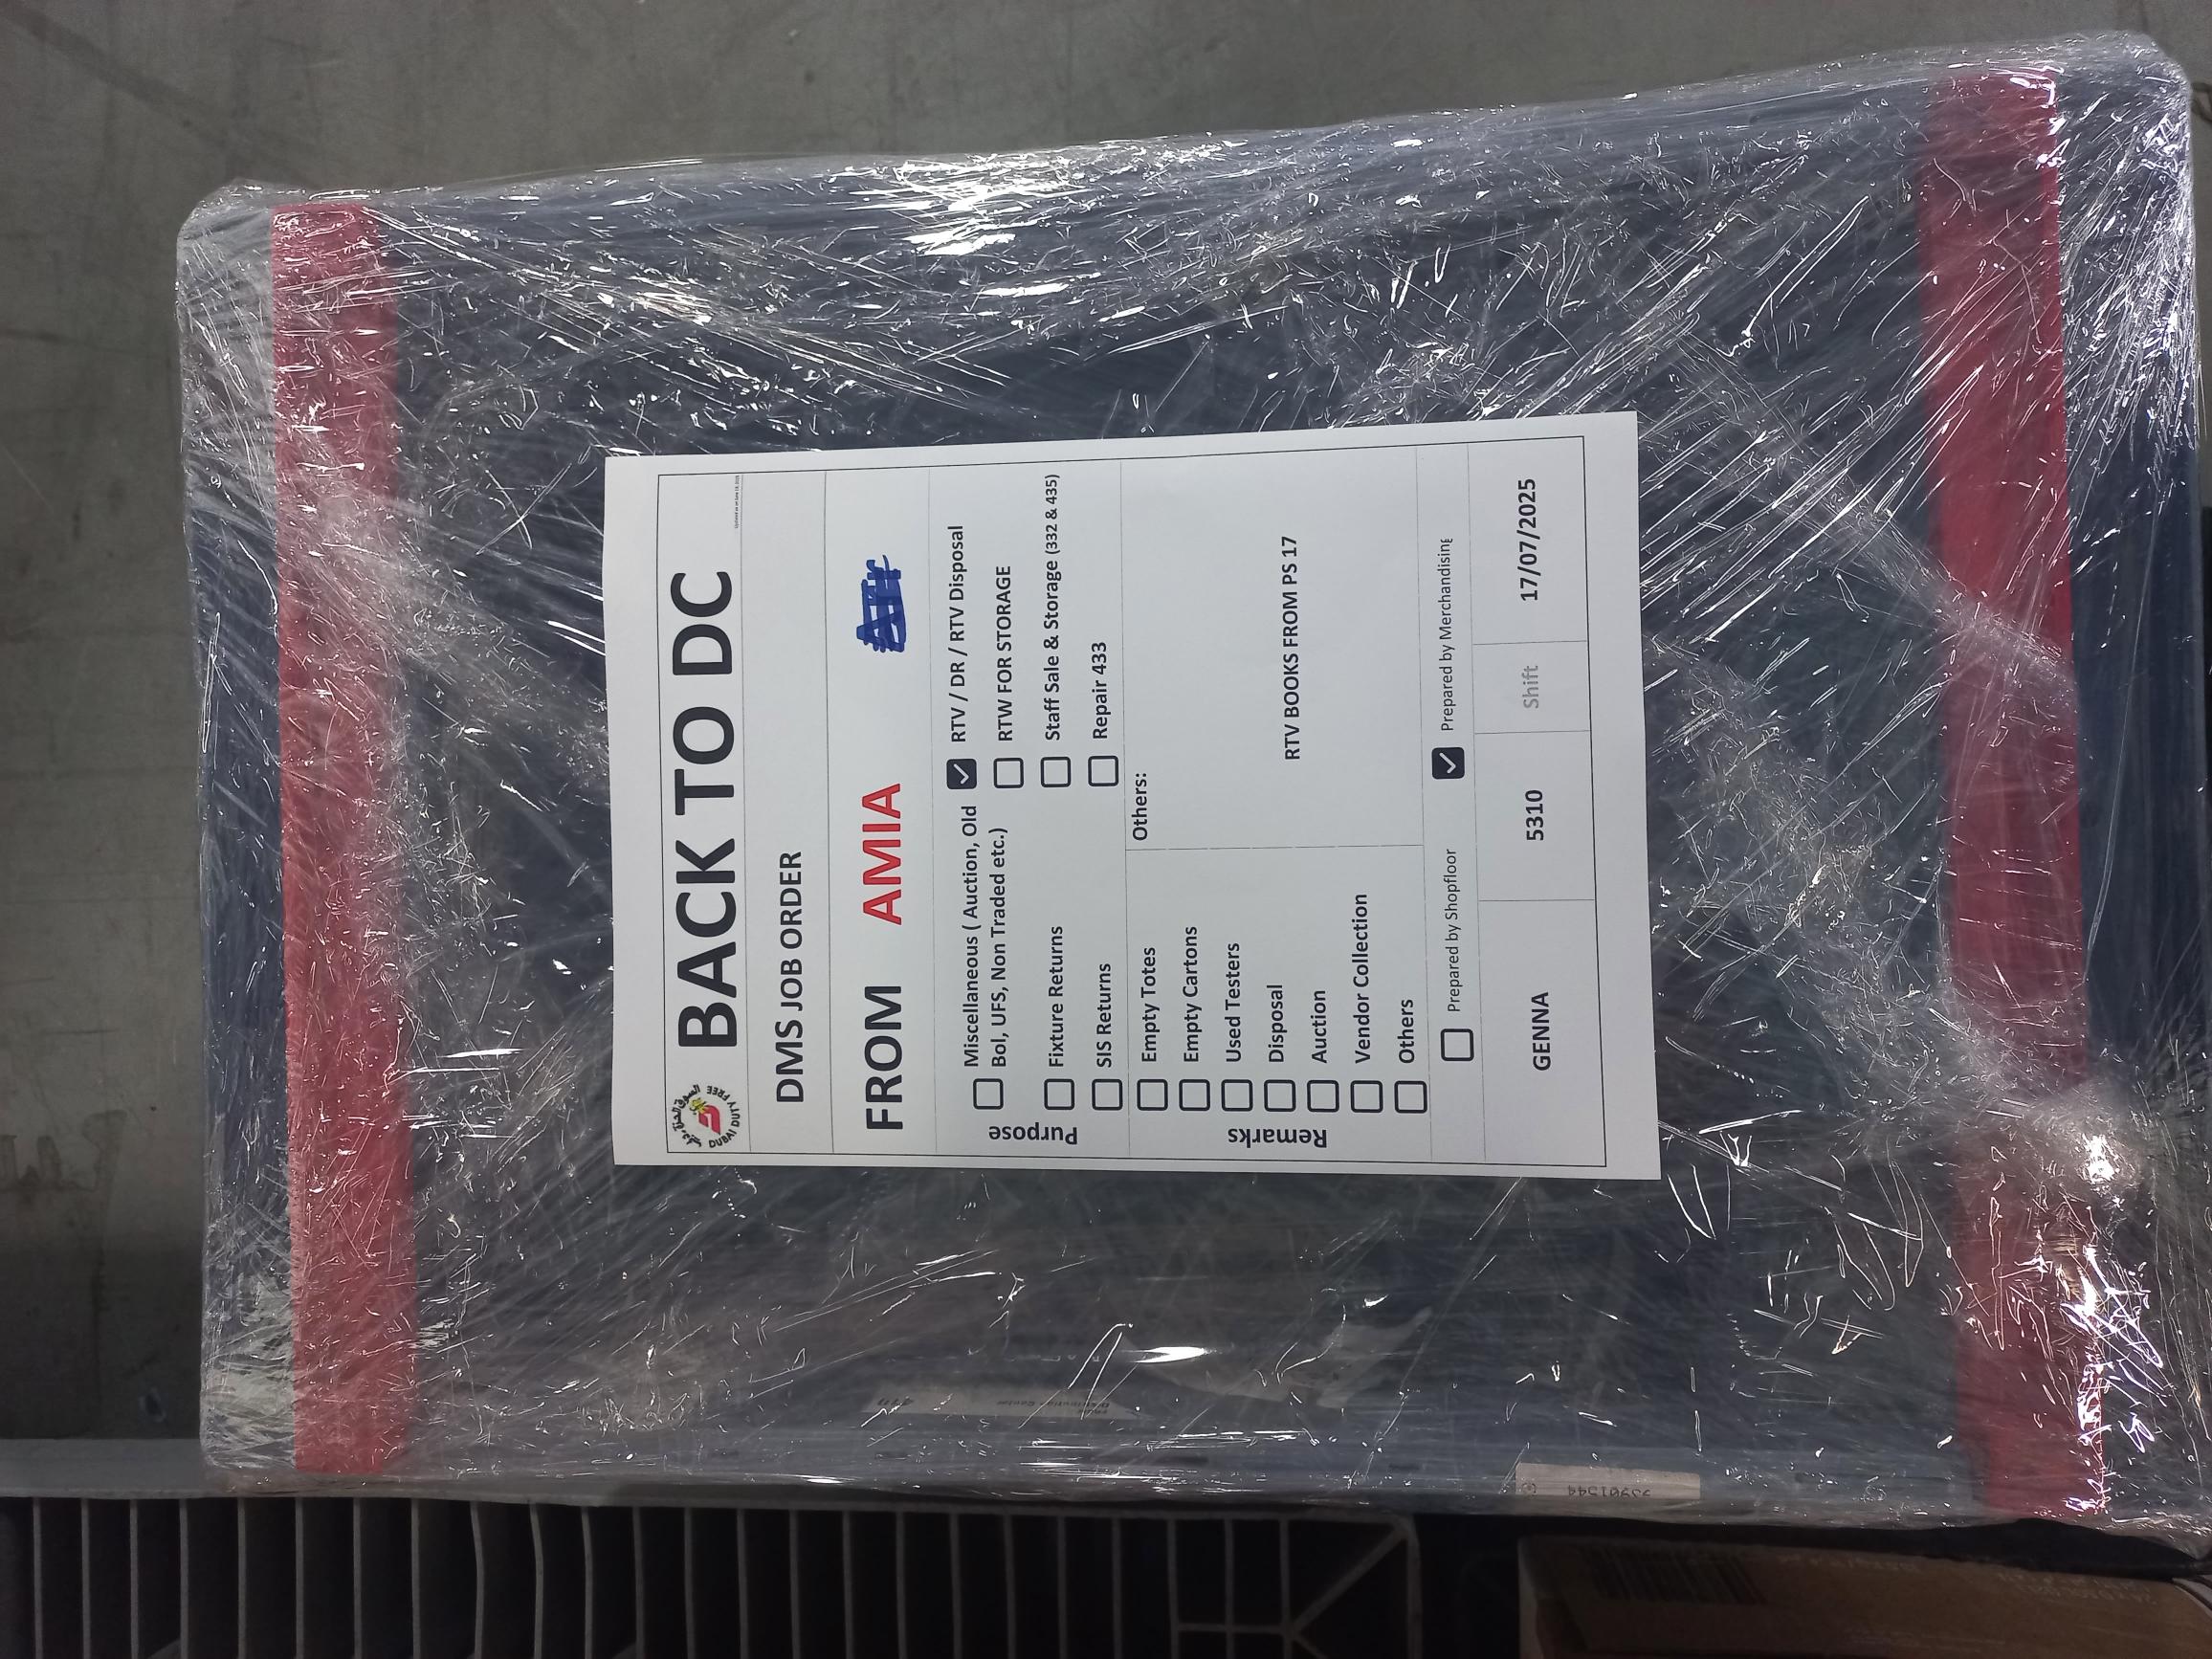 BACK TO DC
DUBAI DUTY FREE
DMS JOB ORDER
FROM AMIA
Purpose
Miscellaneous ( Auction, Old
Bol, UFS, Non Traded etc.)
Fixture Returns
SIS Returns
RTV / DR / RTV Disposal
RTW FOR STORAGE
Staff Sale & Storage (332 & 435)
Repair 433
Remarks
Empty Totes
Empty Cartons
Used Testers
Disposal
Auction
Vendor Collection
Others
Others:
RTV BOOKS FROM PS 17
Prepared by Shopfloor
Prepared by Merchandising
GENNA 5310 Shift 17/07/2025